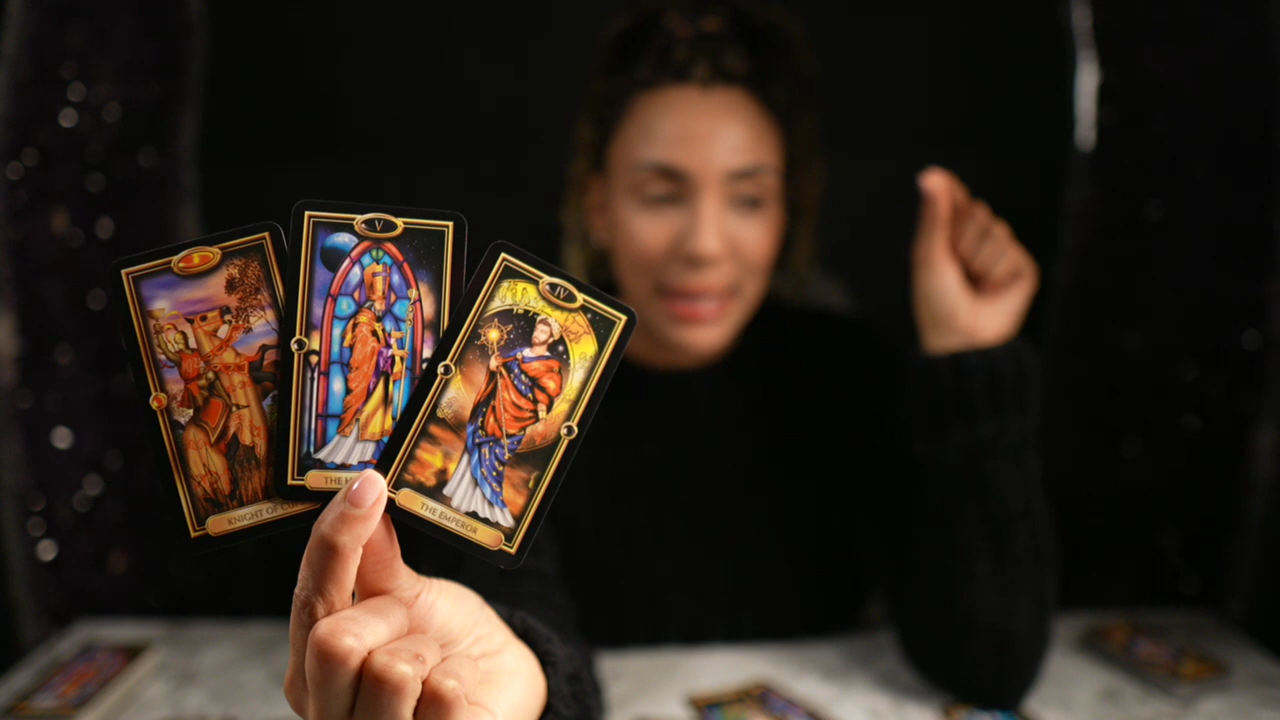 KNIGHT OF
V
THE
IV
THE EMPEROR